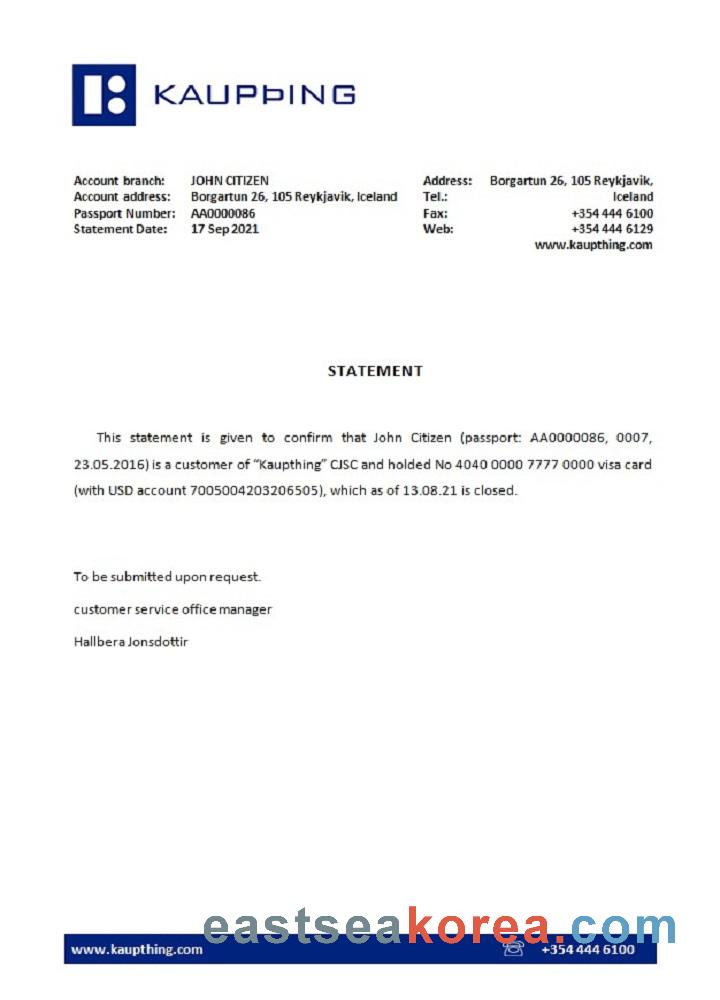 KAUPÞING
Account branch: JOHN CITIZEN
Account address: Borgartun 26, 105 Reykjavik, Iceland
Passport Number: AA0000086
Statement Date: 17 Sep 2021
Address: Borgartun 26, 105 Reykjavik,
Tel.: Iceland
Fax: +354 444 6100
Web: +354 444 6129
www.kaupthing.com
STATEMENT
This statement is given to confirm that John Citizen (passport: AA0000086, 0007,
23.05.2016) is a customer of “Kaupthing” CJSC and holded No 4040 0000 7777 0000 visa card
(with USD account 7005004203206505), which as of 13.08.21 is closed.
To be submitted upon request.
customer service office manager
Hallbera Jonsdottir
eastseakorea.com
www.kaupthing.com
+354 444 6100